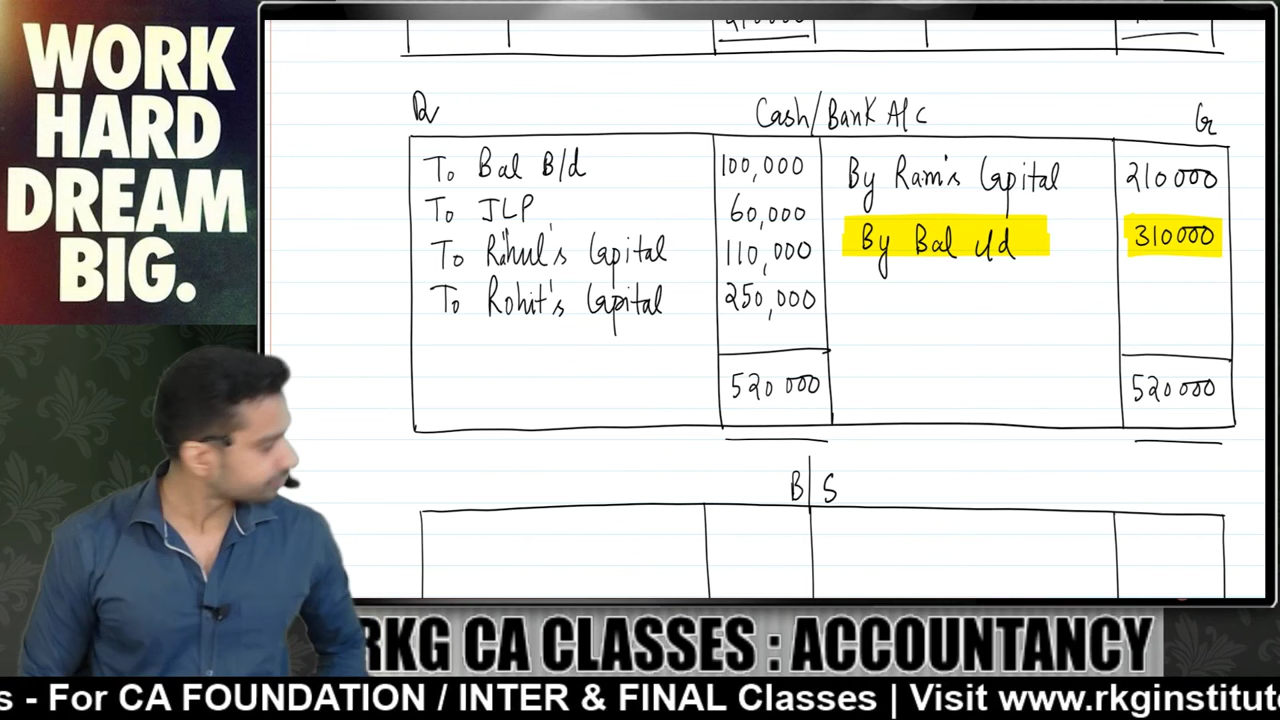 WORK
HARD
DREAM
BIG.
Dr Cash/Bank A/c Cr
To Bal B/d 100,000 By Ram's Capital 210000
To JLP 60,000 By Bal c/d 310000
To Rahul's Capital 110,000
To Rohit's Capital 250,000
520 000 520000
B/S
RKG CA CLASSES : ACCOUNTANCY
s - For CA FOUNDATION / INTER & FINAL Classes | Visit www.rkginstitut